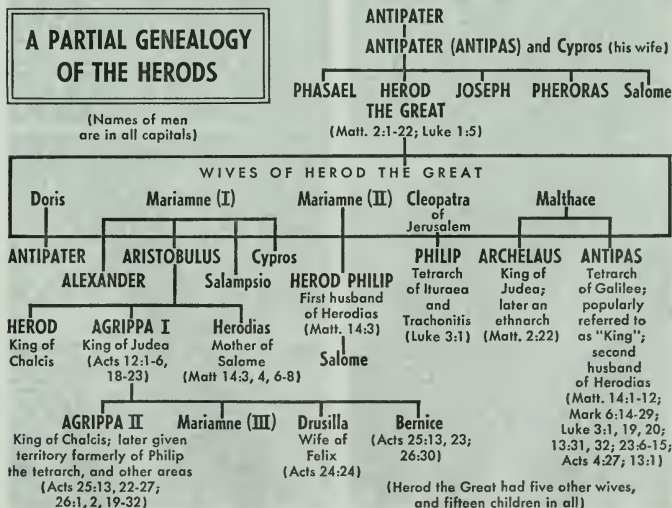 A PARTIAL GENEALOGY
OF THE HERODS
(Names of men
are in all capitals)
ANTIPATER
ANTIPATER (ANTIPAS) and Cypros (his wife)
PHASAEL HEROD JOSEPH PHERORAS Salome
THE GREAT
(Matt. 2:1-22; Luke 1:5)
WIVES OF HEROD THE GREAT
Doris Mariamne (I) Mariamne (II) Cleopatra Malthace
of
Jerusalem
ANTIPATER ARISTOBULUS Cypros PHILIP ARCHELAUS ANTIPAS
ALEXANDER Salampsio
HEROD PHILIP
First husband
of Herodias
(Matt. 14:3)
Salome
Tetrarch
of Ituraea
and
Trachonitis
(Luke 3:1)
King of
Judea;
later an
ethnarch
(Matt. 2:22)
Tetrarch
of Galilee;
popularly
referred to
as "King";
second
husband
of Herodias
(Matt. 14:1-12;
Mark 6:14-29;
Luke 3:1, 19, 20;
13:31, 32; 23:6-15;
Acts 4:27; 13:1)
HEROD
King of
Chalcis
AGRIPPA I
King of Judea
(Acts 12:1-6,
18-23)
Herodias
Mother of
Salome
(Matt 14:3, 4, 6-8)
AGRIPPA II
King of Chalcis; later given
territory farmerly of Philip
the tetrarch, and other areas
(Acts 25:13, 22-27;
26:1, 2, 19-32)
Mariamne (III)
Drusilla
Wife of
Felix
(Acts 24:24)
Bernice
(Acts 25:13, 23;
26:30)
(Herod the Great had five other wives,
and fifteen children in all)